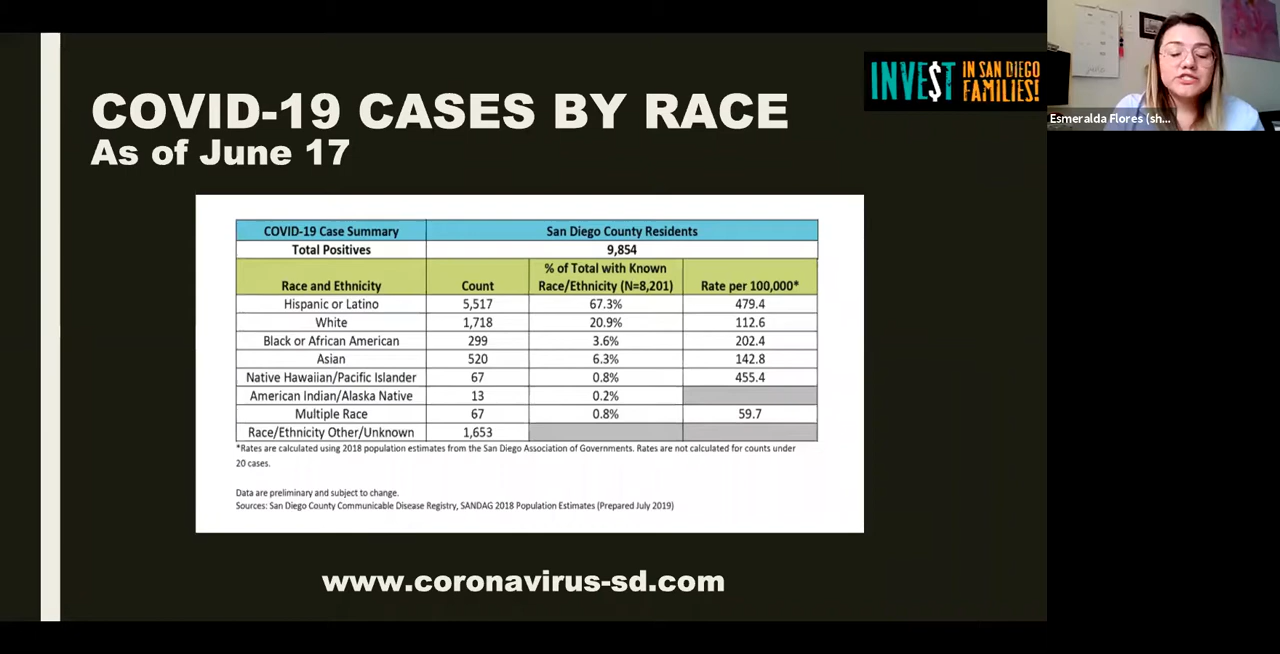 COVID-19 CASES BY RACE
As of June 17
INVE$T IN SAN DIEGO FAMILIES!
Esmeralda Flores (sh...
COVID-19 Case Summary San Diego County Residents
Total Positives 9,854
Race and Ethnicity Count % of Total with Known Race/Ethnicity (N=8,201) Rate per 100,000*
Hispanic or Latino 5,517 67.3% 479.4
White 1,718 20.9% 112.6
Black or African American 299 3.6% 202.4
Asian 520 6.3% 142.8
Native Hawaiian/Pacific Islander 67 0.8% 455.4
American Indian/Alaska Native 13 0.2%
Multiple Race 67 0.8% 59.7
Race/Ethnicity Other/Unknown 1,653
*Rates are calculated using 2018 population estimates from the San Diego Association of Governments. Rates are not calculated for counts under
20 cases.
Data are preliminary and subject to change.
Sources: San Diego County Communicable Disease Registry, SANDAG 2018 Population Estimates (Prepared July 2019)
www.coronavirus-sd.com